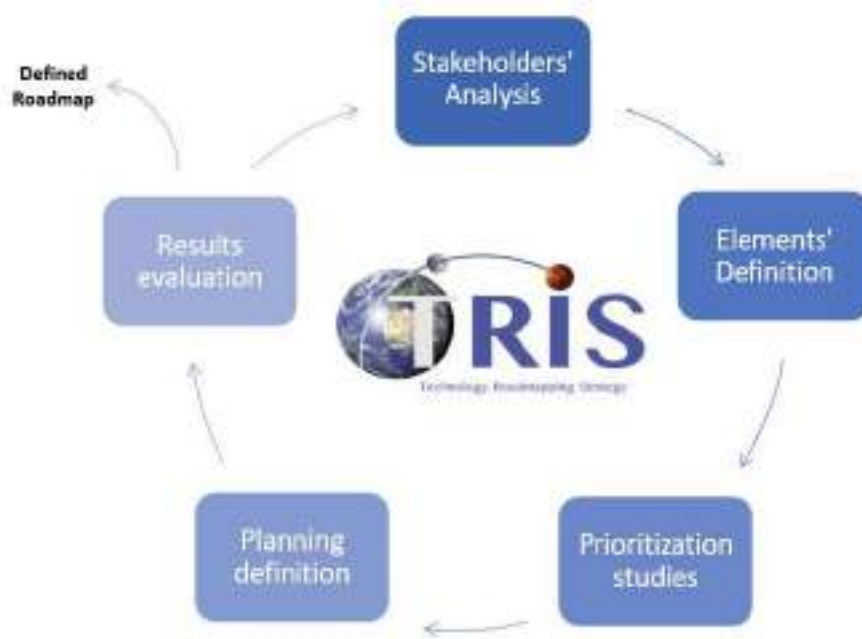 Stakeholders'
Analysis
Defined
Roadmap
Elements'
Definition
Results
evaluation
TRIS
Technology Roadmapping Strategy
Planning
definition
Prioritization
studies